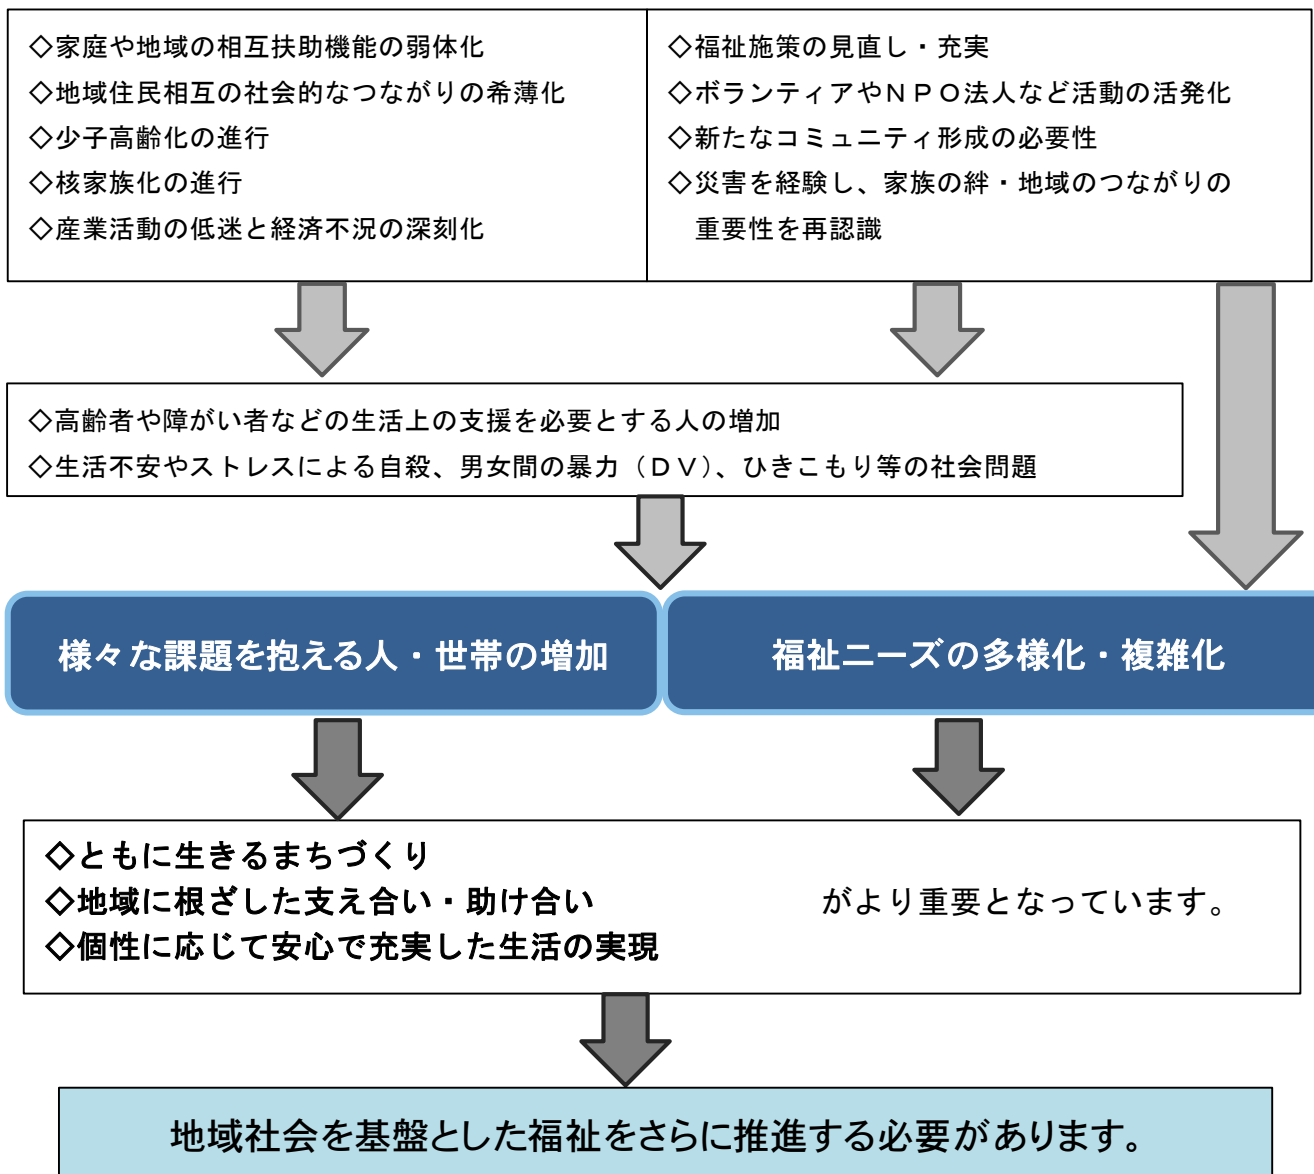 ◇家庭や地域の相互扶助機能の弱体化
◇地域住民相互の社会的なつながりの希薄化
◇少子高齢化の進行
◇核家族化の進行
◇産業活動の低迷と経済不況の深刻化
◇福祉施策の見直し・充実
◇ボランティアやNPO法人など活動の活発化
◇新たなコミュニティ形成の必要性
◇災害を経験し、家族の絆・地域のつながりの
重要性を再認識
◇高齢者や障がい者などの生活上の支援を必要とする人の増加
◇生活不安やストレスによる自殺、男女間の暴力(DV)、ひきこもり等の社会問題
様々な課題を抱える人・世帯の増加
福祉ニーズの多様化・複雑化
◇ともに生きるまちづくり
◇地域に根ざした支え合い・助け合い
がより重要となっています。
◇個性に応じて安心で充実した生活の実現
地域社会を基盤とした福祉をさらに推進する必要があります。